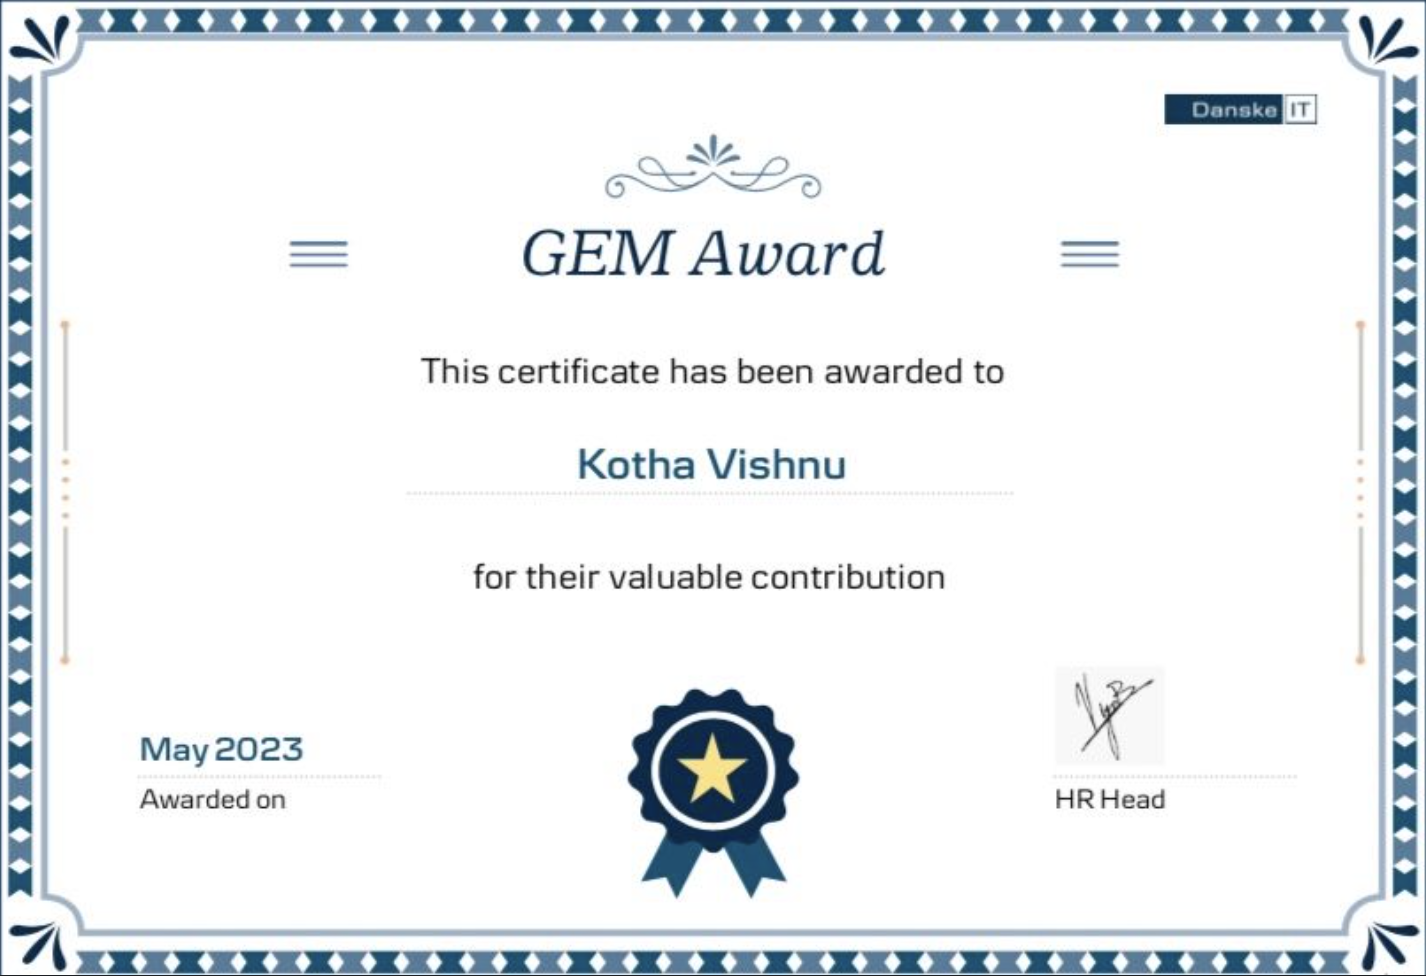 Danske IT
GEM Award
This certificate has been awarded to
Kotha Vishnu
for their valuable contribution
May 2023
Awarded on
HR Head